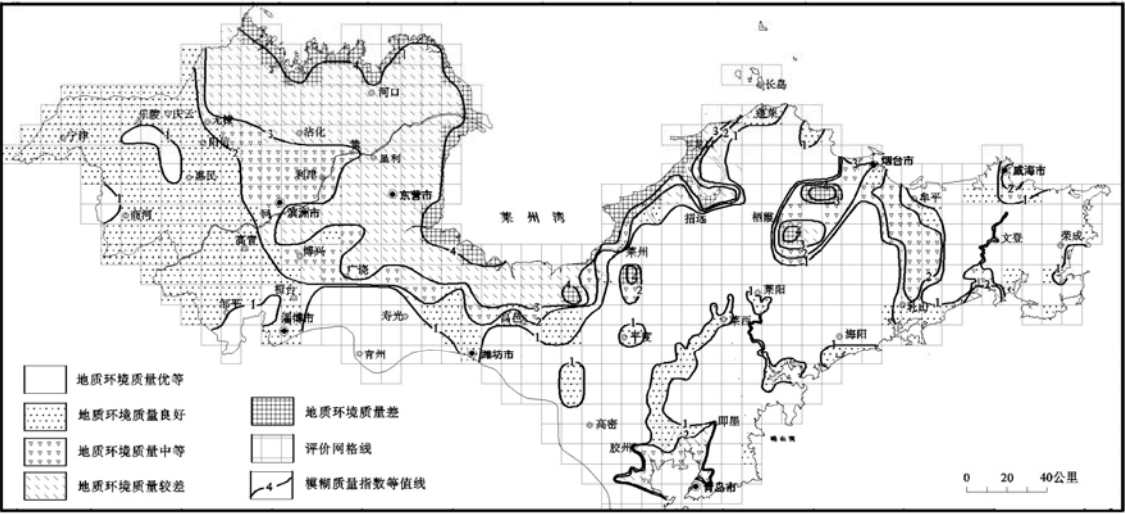 长岛
蓬莱
河口
乐陵
庆云
无棣
宁津
阳信
沾化
黄
垦利
利津
惠民
东营市
商河
河
滨洲市
莱州湾
招远
栖霞
烟台市
牟平
威海市
文登
荣成
高青
博兴
广饶
莱州
邹平
桓台
淄博市
寿光
昌邑
莱阳
乳山
平度
莱西
海阳
青州
潍坊市
高密
即墨
胶州
青岛市
地质环境质量优等
地质环境质量良好
地质环境质量中等
地质环境质量较差
地质环境质量差
评价网格线
4 模糊质量指数等值线
0 20 40公里